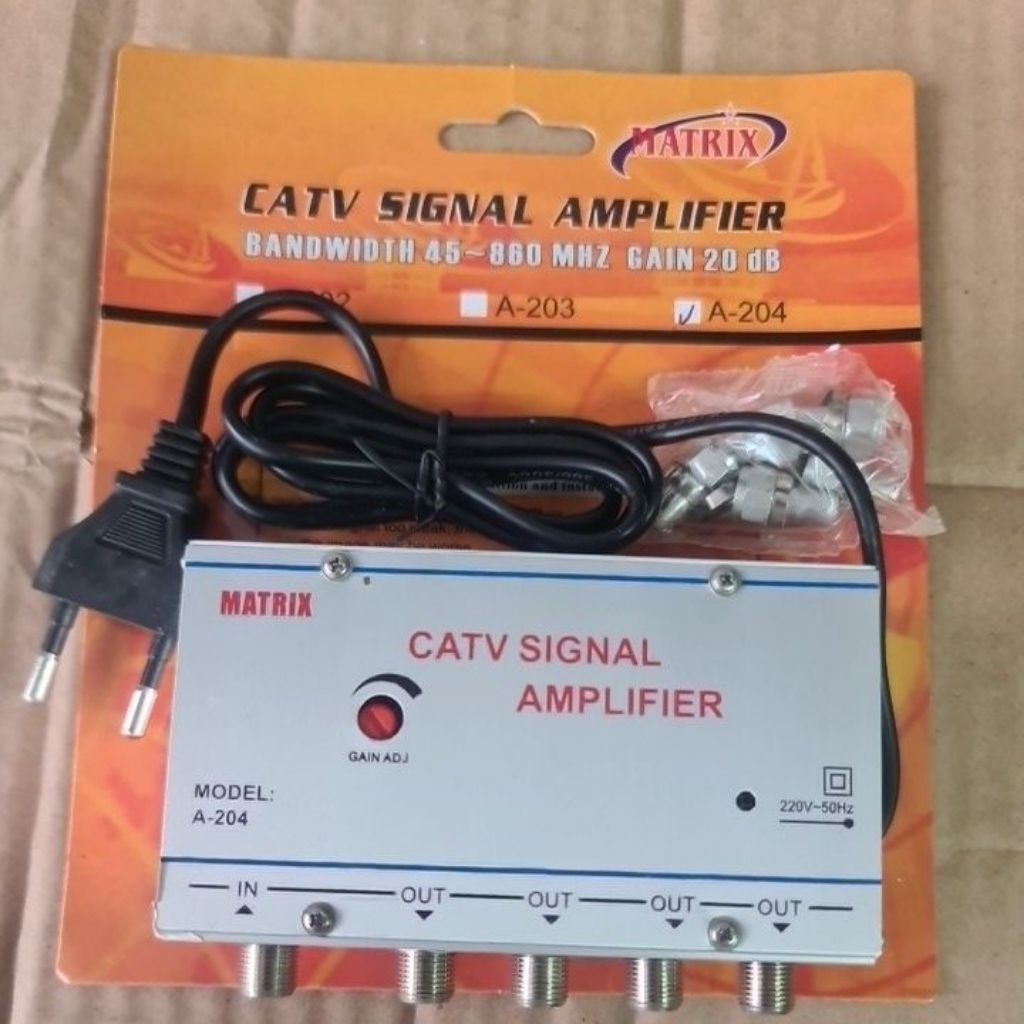 MATRIX
CATV SIGNAL AMPLIFIER
BANDWIDTH 45~860 MHZ GAIN 20 dB
A-203 A-204
MATRIX
CATV SIGNAL
AMPLIFIER
GAIN ADJ
MODEL:
A-204
220V~50Hz
IN OUT OUT OUT OUT